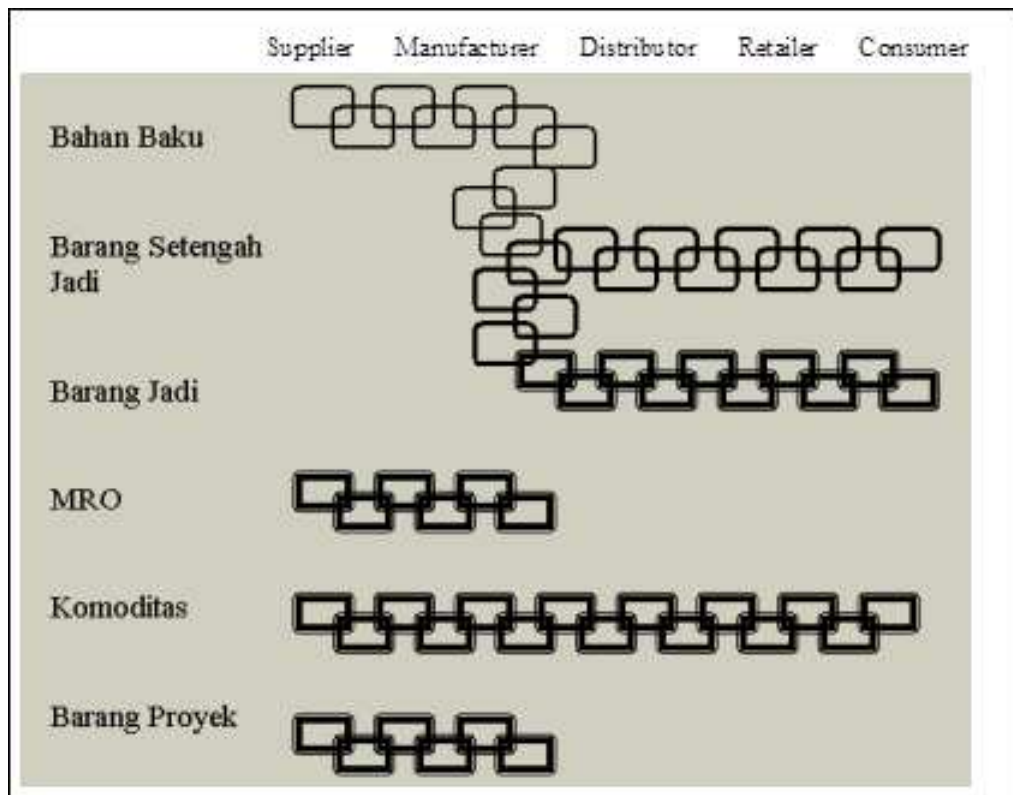 Supplier Manufacturer Distributor Retailer Consumer
Bahan Baku
Barang Setengah
Jadi
Barang Jadi
MRO
Komoditas
Barang Proyek